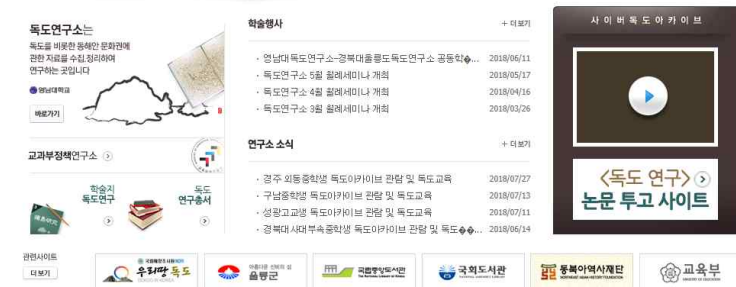 독도연구소는
독도를 비롯한 동해안 문화권에
관한 자료를 수집,정리하여
연구하는 곳입니다
영남대학교
바로가기
교과부정책연구소
학술지
독도연구
독도
연구총서
학술행사
+ 더보기
· 영남대독도연구소-경북대울릉도독도연구소 공동학�... 2018/06/11
· 독도연구소 5월 월례세미나 개최 2018/05/17
· 독도연구소 4월 월례세미나 개최 2018/04/16
· 독도연구소 3월 월례세미나 개최 2018/03/26
연구소 소식
+ 더보기
· 경주 외동중학생 독도아카이브 관람 및 독도교육 2018/07/27
· 구남중학생 독도아카이브 관람 및 독도교육 2018/07/13
· 성광고교생 독도아카이브 관람 및 독도교육 2018/07/11
· 경북대사대부속중학생 독도아카이브 관람 및 독도��... 2018/06/14
사이버독도아카이브
<독도 연구>
논문 투고 사이트
관련사이트
더보기
우리땅 독도
울릉군
국립중앙도서관
국회도서관
동북아역사재단
교육부